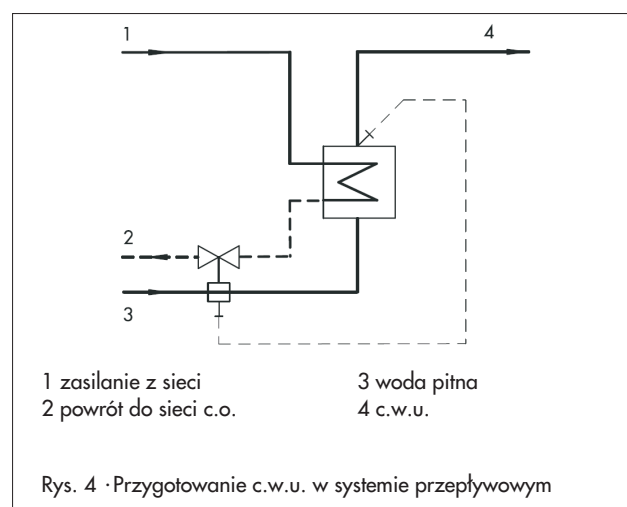 1
4
2
3
1 zasilanie z sieci
2 powrót do sieci c.o.
3 woda pitna
4 c.w.u.
Rys. 4 · Przygotowanie c.w.u. w systemie przepływowym